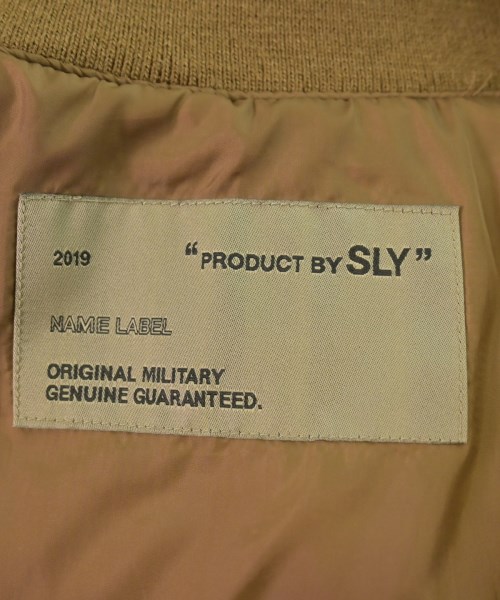 2019 “PRODUCT BY SLY”
NAME LABEL
ORIGINAL MILITARY
GENUINE GUARANTEED.